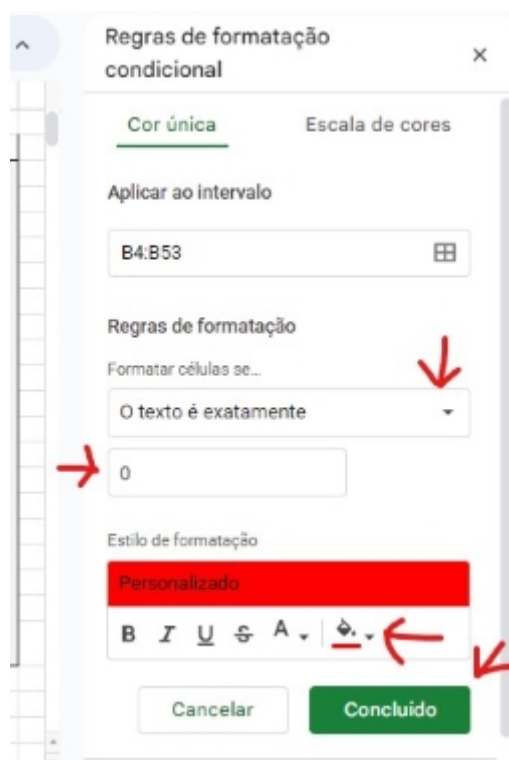 Regras de formatação
condicional
Cor única Escala de cores
Aplicar ao intervalo
B4:B53
Regras de formatação
Formatar células se...
O texto é exatamente
0
Estilo de formatação
Personalizado
B I U S A
Cancelar Concluído